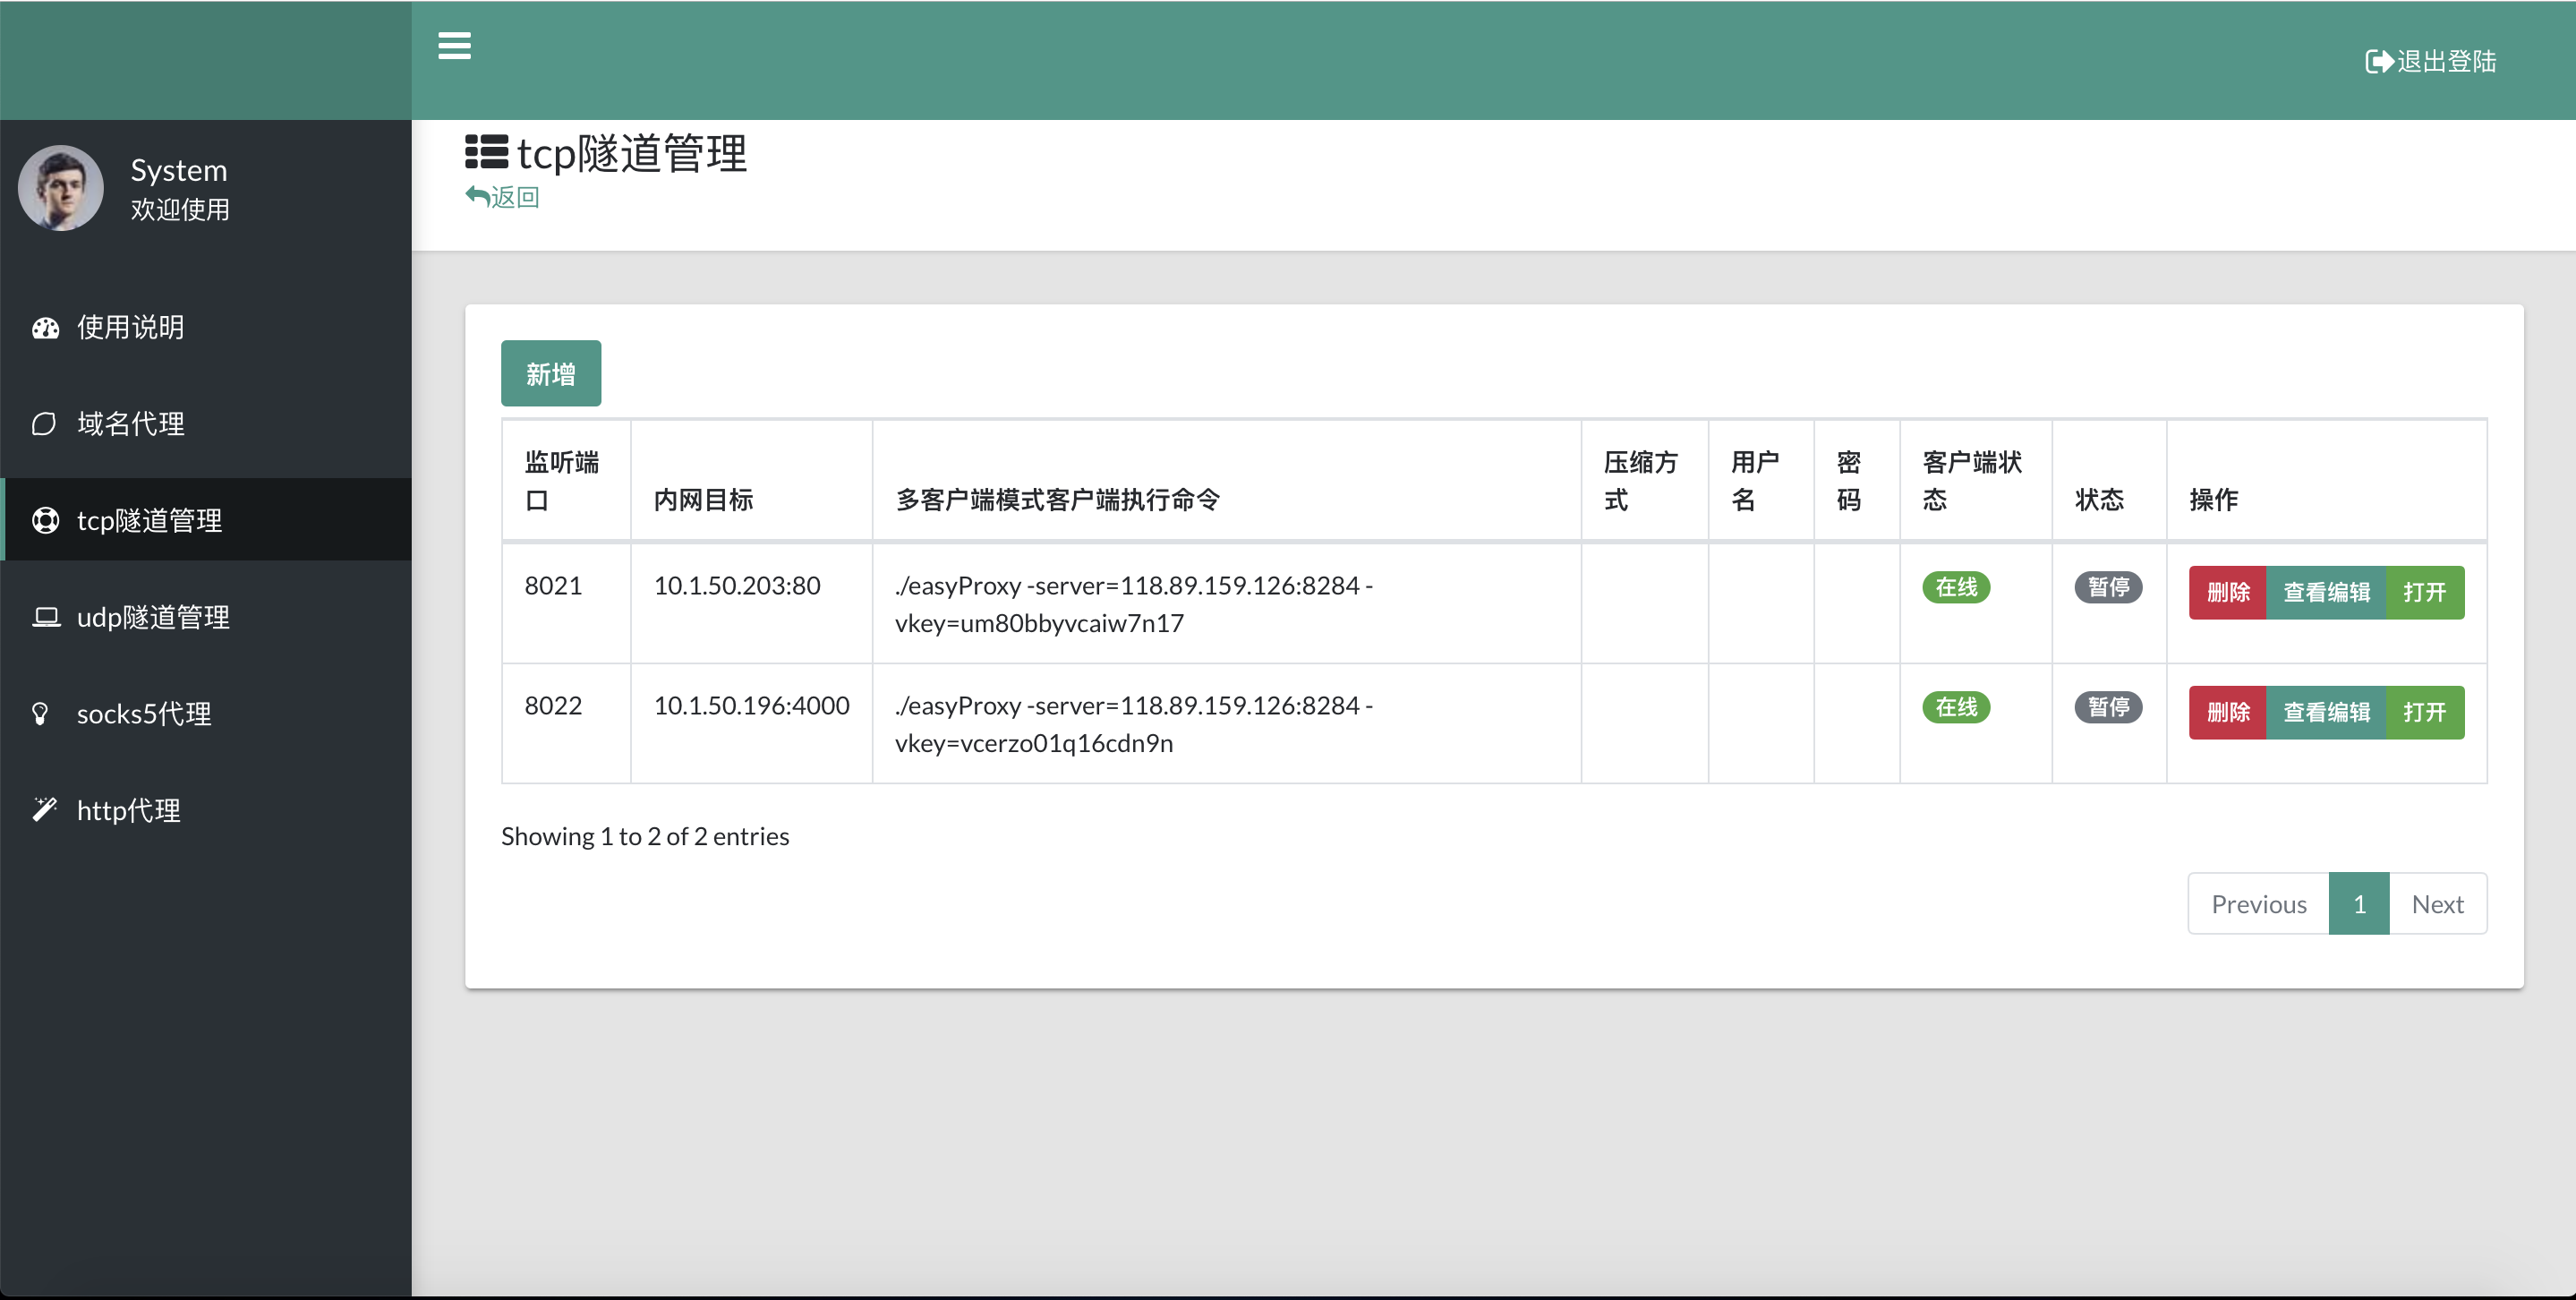 退出登陆
System
欢迎使用
使用说明
域名代理
tcp隧道管理
udp隧道管理
socks5代理
http代理
tcp隧道管理
返回
新增
监听端
口
内网目标
多客户端模式客户端执行命令
压缩方
式
用户
名
密
码
客户端状
态
状态
操作
8021
10.1.50.203:80
./easyProxy -server=118.89.159.126:8284 -
vkey=um80bbyvcaiw7n17
在线
暂停
删除
查看编辑
打开
8022
10.1.50.196:4000
./easyProxy -server=118.89.159.126:8284 -
vkey=vcerzo01q16cdn9n
在线
暂停
删除
查看编辑
打开
Showing 1 to 2 of 2 entries
Previous
1
Next